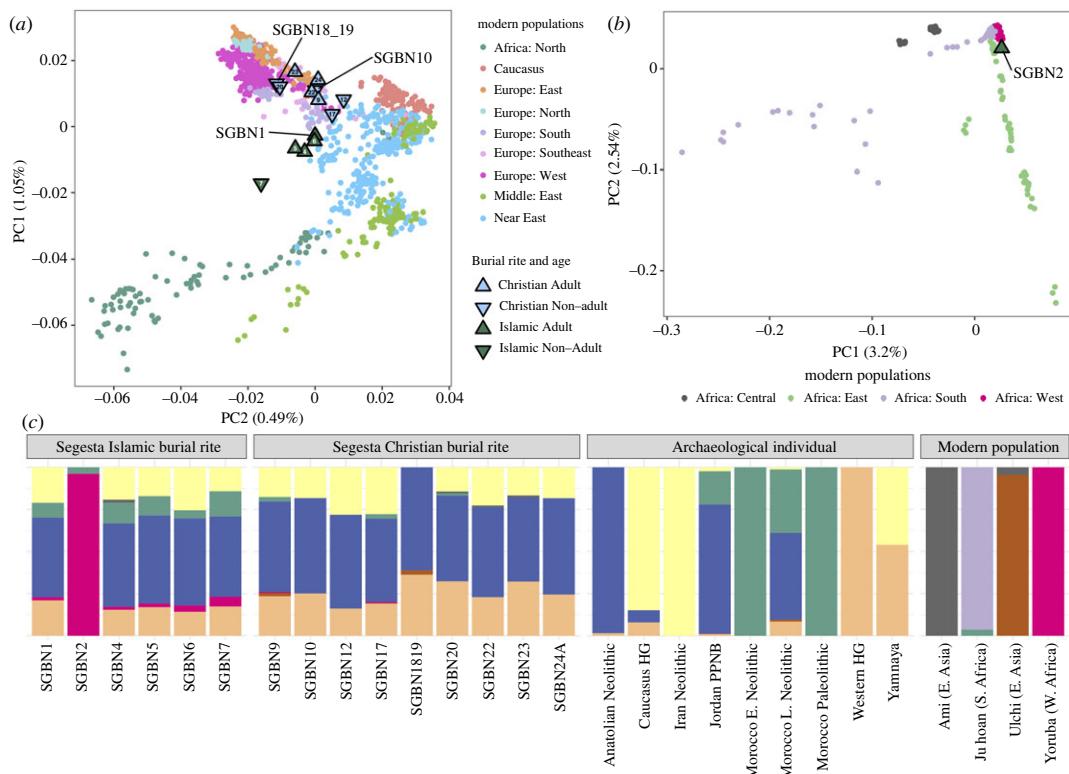 (a)
SGBN18_19
SGBN10
SGBN1
0.02
0
−0.02
−0.04
−0.06
PC1 (1.05%)
−0.06
−0.04
−0.02
0
0.02
0.04
PC2 (0.49%)
modern populations
Africa: North
Caucasus
Europe: East
Europe: North
Europe: South
Europe: Southeast
Europe: West
Middle: East
Near East
Burial rite and age
Christian Adult
Christian Non–adult
Islamic Adult
Islamic Non–Adult
(b)
SGBN2
0
−0.1
−0.2
PC2 (2.54%)
−0.3
−0.2
−0.1
0
PC1 (3.2%)
modern populations
Africa: Central
Africa: East
Africa: South
Africa: West
(c)
Segesta Islamic burial rite
Segesta Christian burial rite
Archaeological individual
Modern population
SGBN1
SGBN2
SGBN4
SGBN5
SGBN6
SGBN7
SGBN9
SGBN10
SGBN12
SGBN17
SGBN1819
SGBN20
SGBN22
SGBN23
SGBN24A
Anatolian Neolithic
Caucasus HG
Iran Neolithic
Jordan PPNB
Morocco E. Neolithic
Morocco L. Neolithic
Morocco Paleolithic
Western HG
Yamnaya
Ami (E. Asia)
Ju hoan (S. Africa)
Ulchi (E. Asia)
Yoruba (W. Africa)